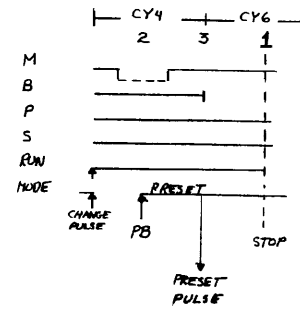 CY4 CY6
2 3 1
M
B
P
S
RUN
MODE PRESET
CHANGE PULSE PB STOP
PRESET PULSE